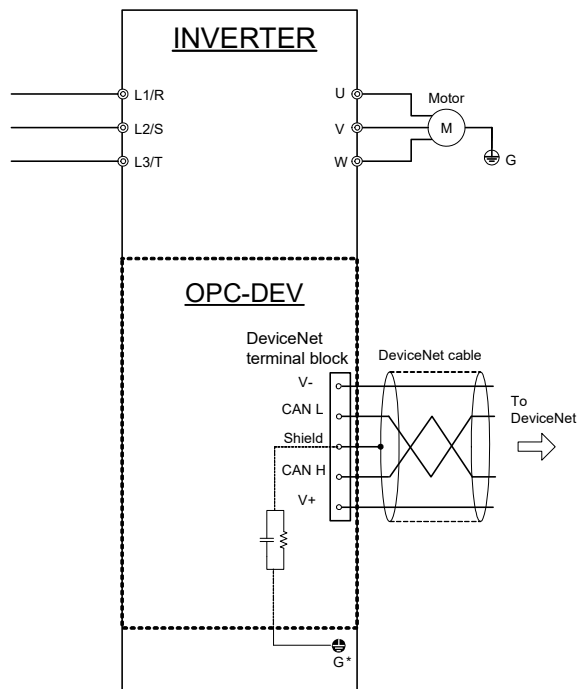 INVERTER
L1/R
L2/S
L3/T
U
V
W
Motor
M
G
OPC-DEV
DeviceNet
terminal block
V-
CAN L
Shield
CAN H
V+
DeviceNet cable
To
DeviceNet
G*